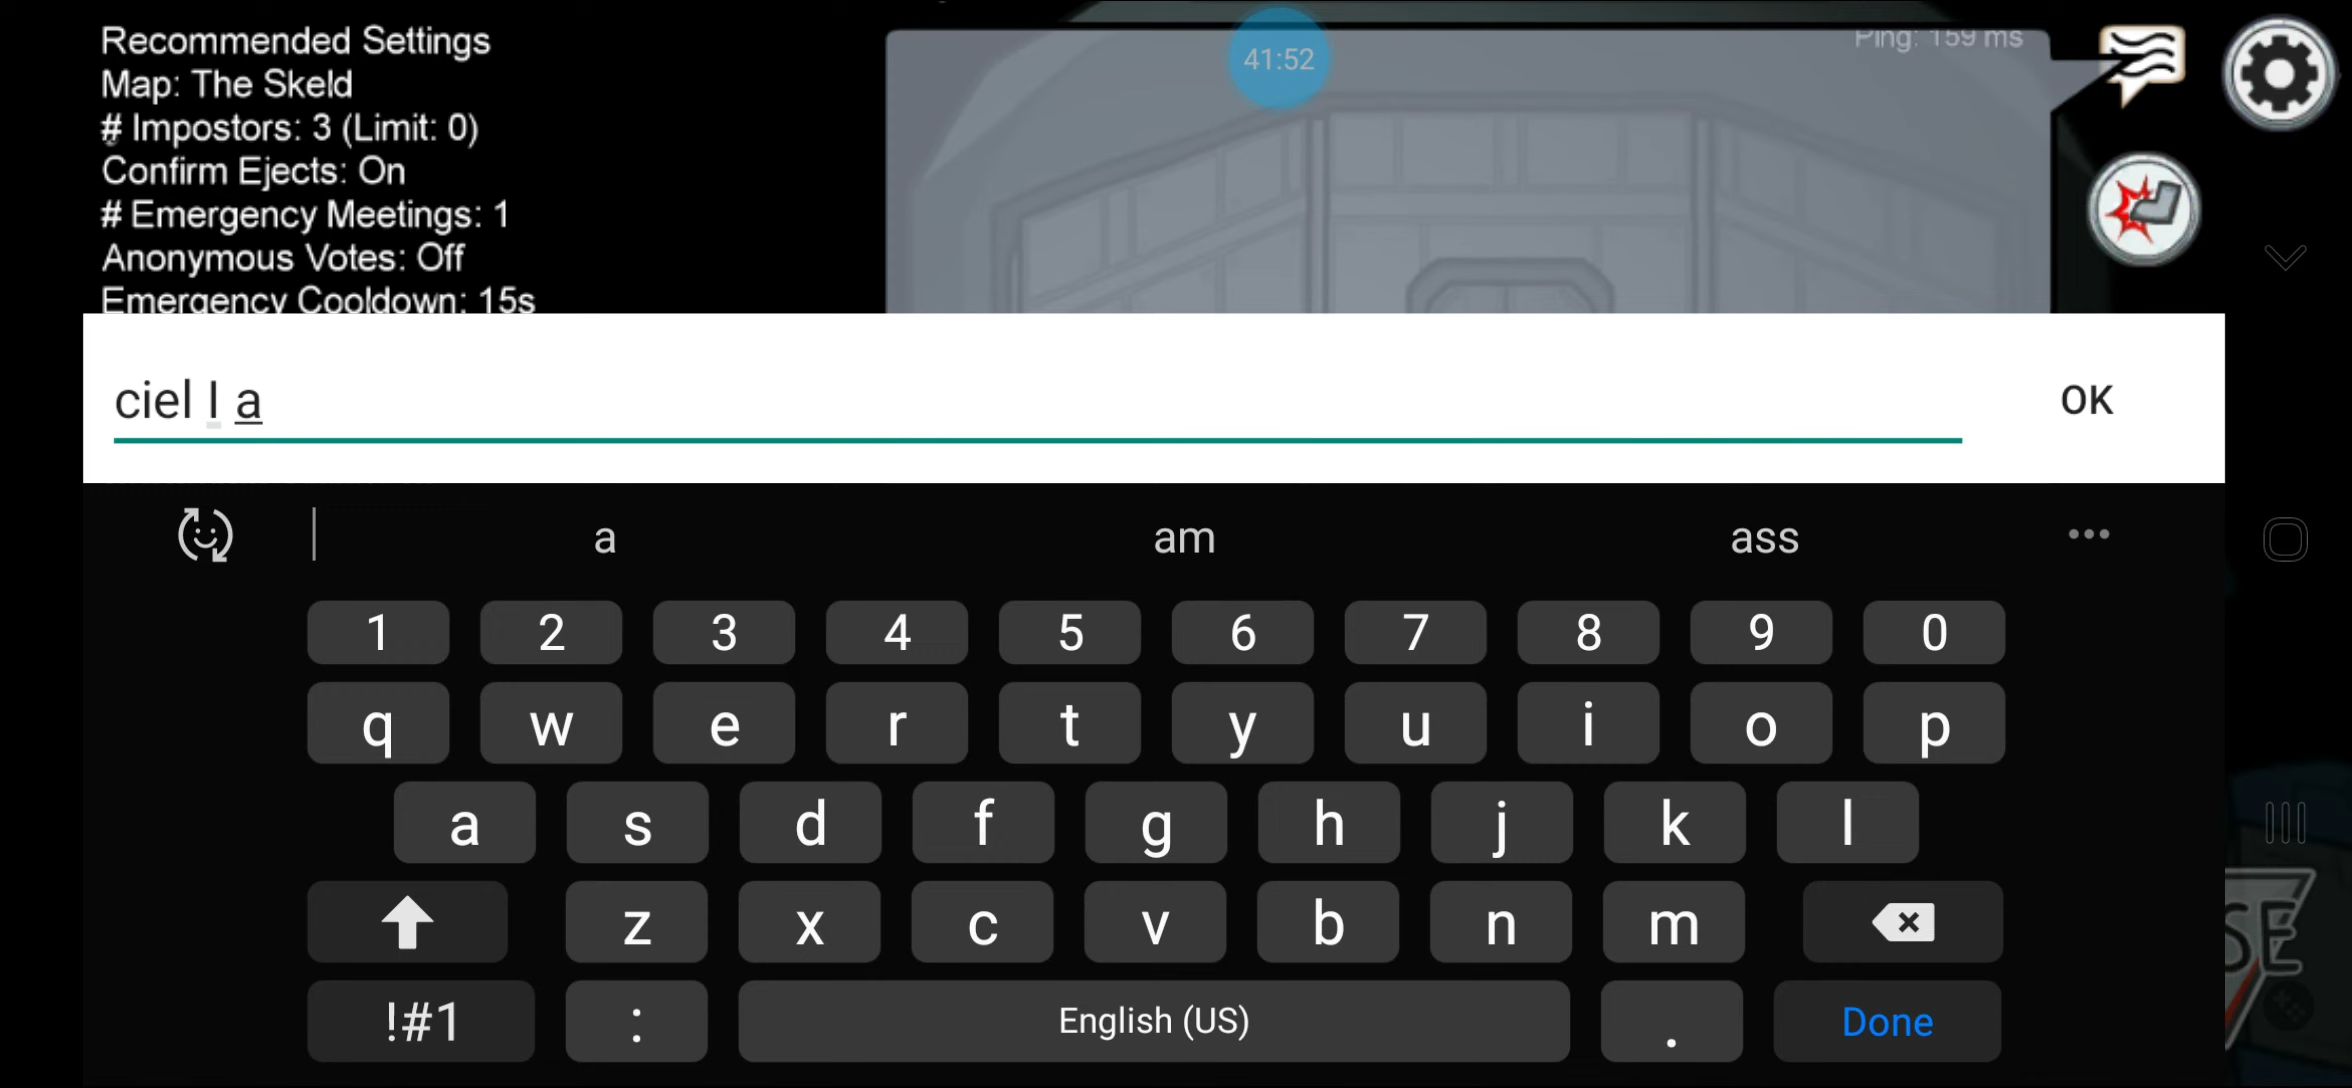 Recommended Settings
Map: The Skeld
# Impostors: 3 (Limit: 0)
Confirm Ejects: On
# Emergency Meetings: 1
Anonymous Votes: Off
Emergency Cooldown: 15s
41:52
Ping: 159 ms
ciel I a
OK
a am ass
1 2 3 4 5 6 7 8 9 0
q w e r t y u i o p
a s d f g h j k l
z x c v b n m
!#1 : English (US) . Done
SE